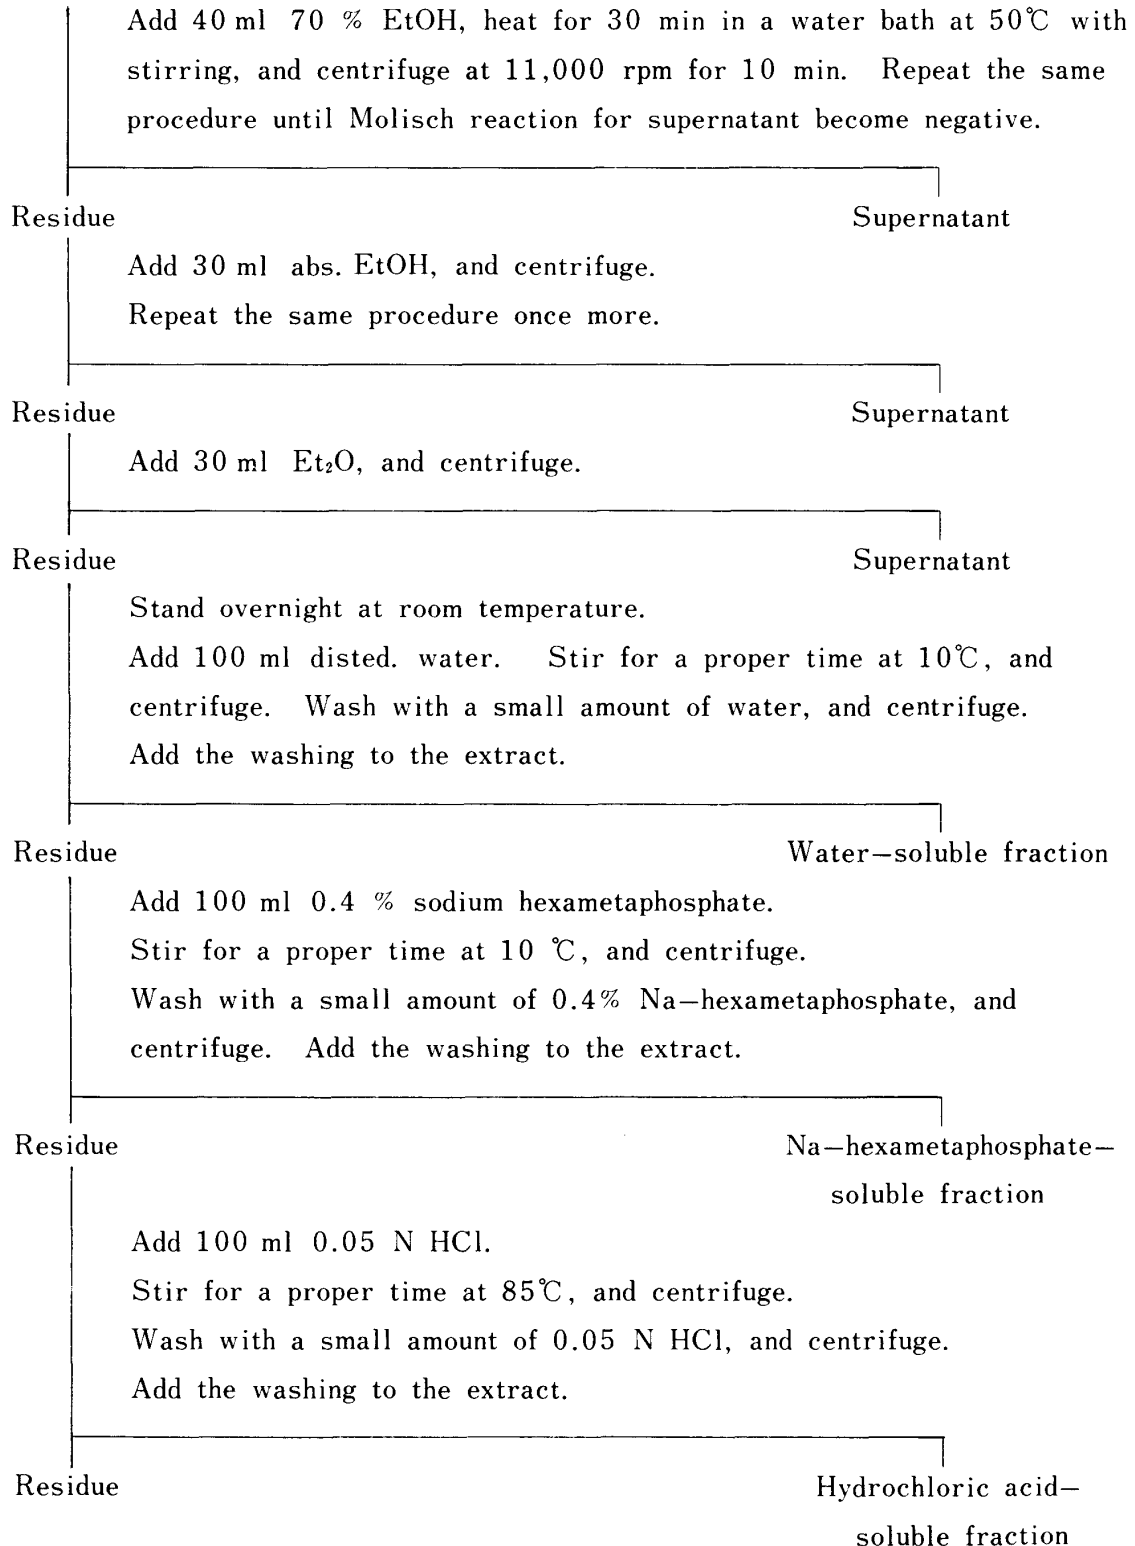 Add 40 ml 70 % EtOH, heat for 30 min in a water bath at 50℃ with
stirring, and centrifuge at 11,000 rpm for 10 min. Repeat the same
procedure until Molisch reaction for supernatant become negative.
Residue Supernatant
Add 30 ml abs. EtOH, and centrifuge.
Repeat the same procedure once more.
Residue Supernatant
Add 30 ml Et₂O, and centrifuge.
Residue Supernatant
Stand overnight at room temperature.
Add 100 ml disted. water. Stir for a proper time at 10℃, and
centrifuge. Wash with a small amount of water, and centrifuge.
Add the washing to the extract.
Residue Water—soluble fraction
Add 100 ml 0.4 % sodium hexametaphosphate.
Stir for a proper time at 10 ℃, and centrifuge.
Wash with a small amount of 0.4% Na—hexametaphosphate, and
centrifuge. Add the washing to the extract.
Residue Na—hexametaphosphate—
soluble fraction
Add 100 ml 0.05 N HCl.
Stir for a proper time at 85℃, and centrifuge.
Wash with a small amount of 0.05 N HCl, and centrifuge.
Add the washing to the extract.
Residue Hydrochloric acid—
soluble fraction